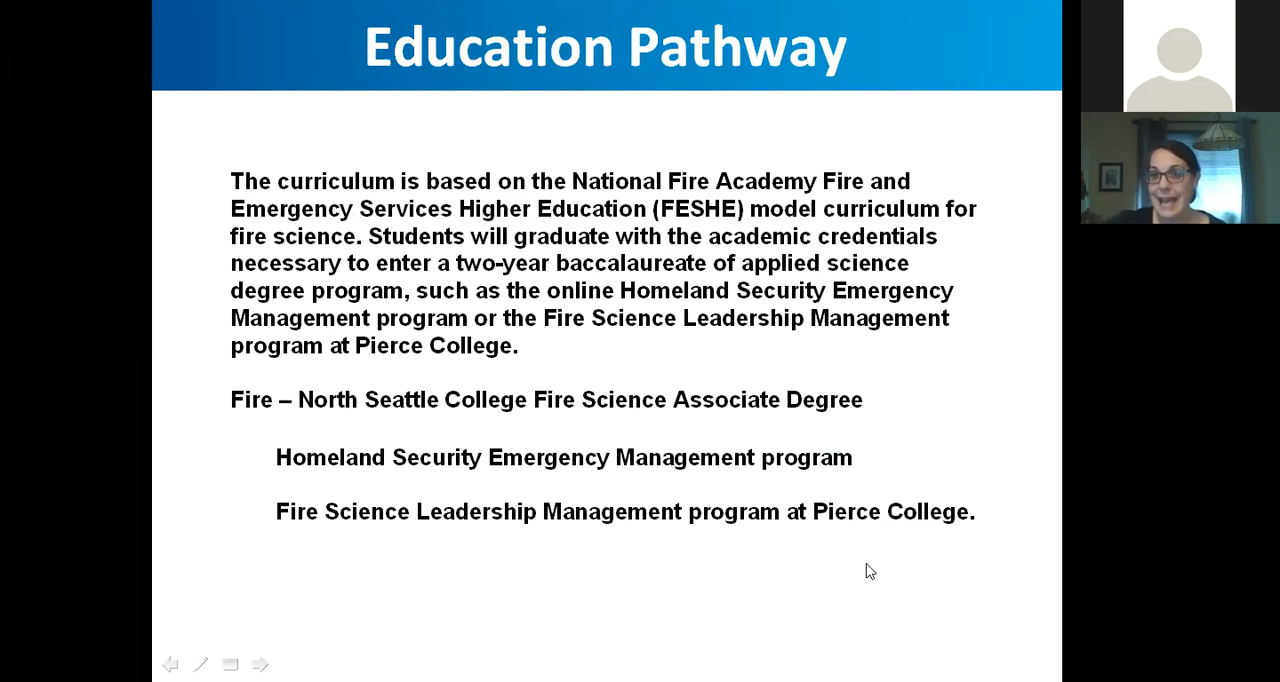 Education Pathway
The curriculum is based on the National Fire Academy Fire and
Emergency Services Higher Education (FESHE) model curriculum for
fire science. Students will graduate with the academic credentials
necessary to enter a two-year baccalaureate of applied science
degree program, such as the online Homeland Security Emergency
Management program or the Fire Science Leadership Management
program at Pierce College.
Fire – North Seattle College Fire Science Associate Degree
Homeland Security Emergency Management program
Fire Science Leadership Management program at Pierce College.